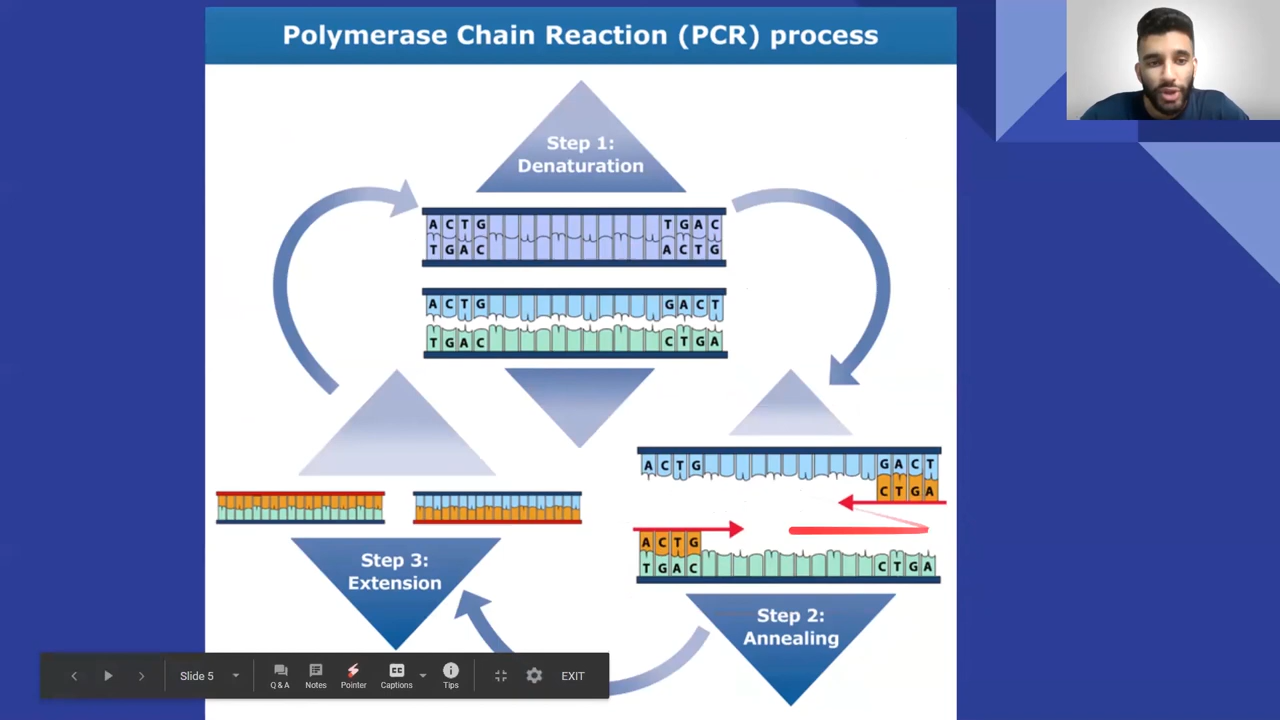 Polymerase Chain Reaction (PCR) process
Step 1:
Denaturation
A C T G T G A C
T G A C A C T G
A C T G G A C T
T G A C C T G A
A C T G G A C T
C T G A
A C T G
T G A C C T G A
Step 3:
Extension
Step 2:
Annealing
Slide 5
Q & A
Notes
Pointer
CC
Captions
Tips
EXIT